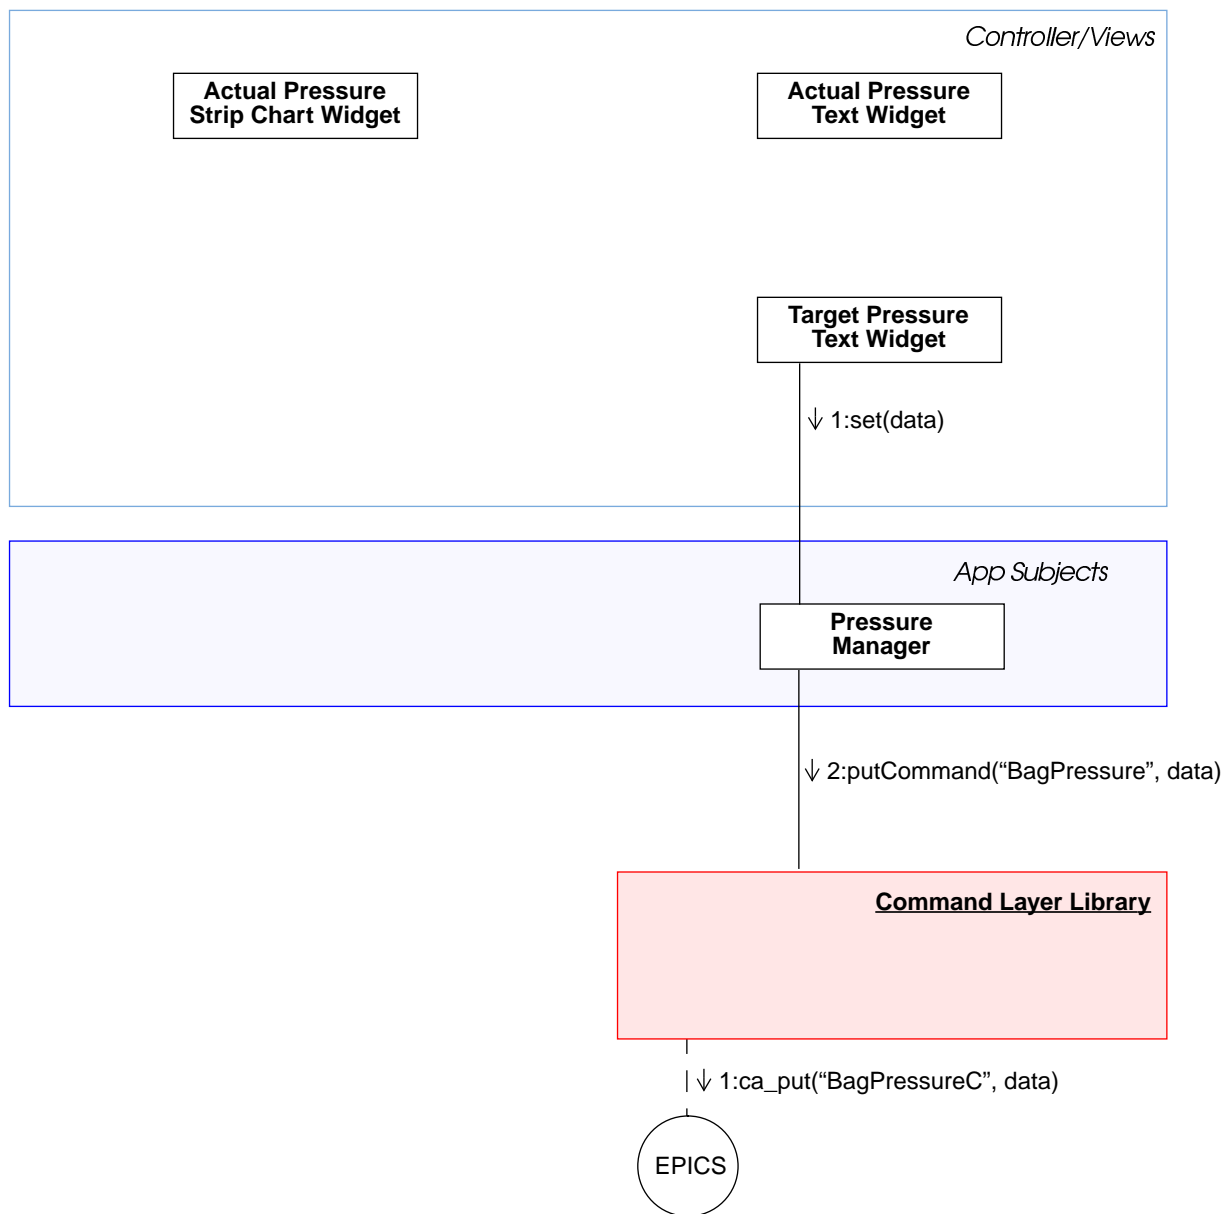 Controller/Views
Actual Pressure
Strip Chart Widget
Actual Pressure
Text Widget
Target Pressure
Text Widget
1:set(data)
App Subjects
Pressure
Manager
2:putCommand(“BagPressure”, data)
Command Layer Library
1:ca_put(“BagPressureC”, data)
EPICS